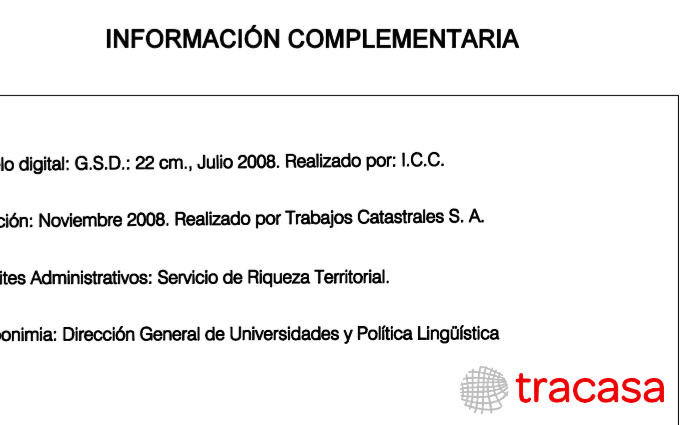 INFORMACIÓN COMPLEMENTARIA
lo digital: G.S.D.: 22 cm., Julio 2008. Realizado por: I.C.C.
ción: Noviembre 2008. Realizado por Trabajos Catastrales S. A.
ites Administrativos: Servicio de Riqueza Territorial.
onimia: Dirección General de Universidades y Política Lingüística
tracasa